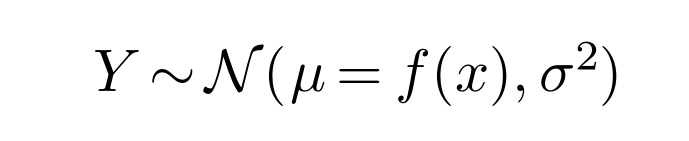 Y ∼ 𝒩(μ = f(x), σ²)